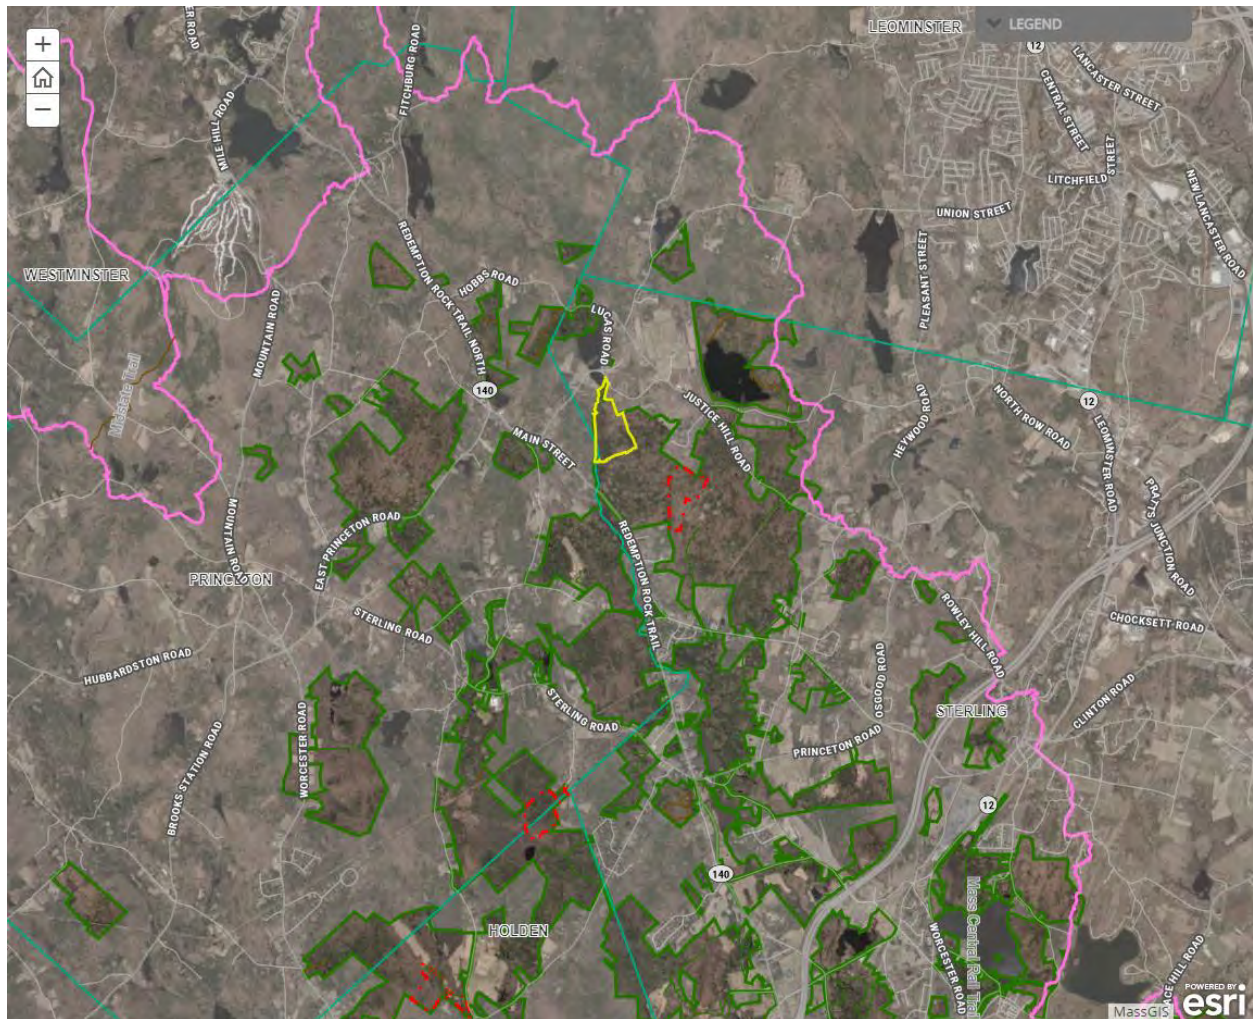 LEOMINSTER
LEGEND
12
LANCASTER STREET
CENTRAL STREET
FITCHBURG ROAD
MILE HILL ROAD
LITCHFIELD STREET
NEW LANCASTER ROAD
UNION STREET
PLEASANT STREET
WESTMINSTER
REDEMPTION ROCK TRAIL NORTH
HOBBS ROAD
LUCAS ROAD
MOUNTAIN ROAD
Midstate Trail
140
JUSTICE HILL ROAD
HEYWOOD ROAD
NORTH ROW ROAD
12
LEOMINSTER ROAD
MAIN STREET
PRATTS JUNCTION ROAD
MOUNTAIN ROAD
EAST PRINCETON ROAD
REDEMPTION ROCK TRAIL
PRINCETON
STERLING ROAD
ROWLEY HILL ROAD
CHOCKSETT ROAD
HUBBARDSTON ROAD
OSGOOD ROAD
CLINTON ROAD
STERLING ROAD
STERLING
WORCESTER ROAD
PRINCETON ROAD
BROOKS STATION ROAD
12
140
Mass Central Rail Trai
HOLDEN
WORCESTER ROAD
ACE HILL ROAD
POWERED BY
esri
MassGIS